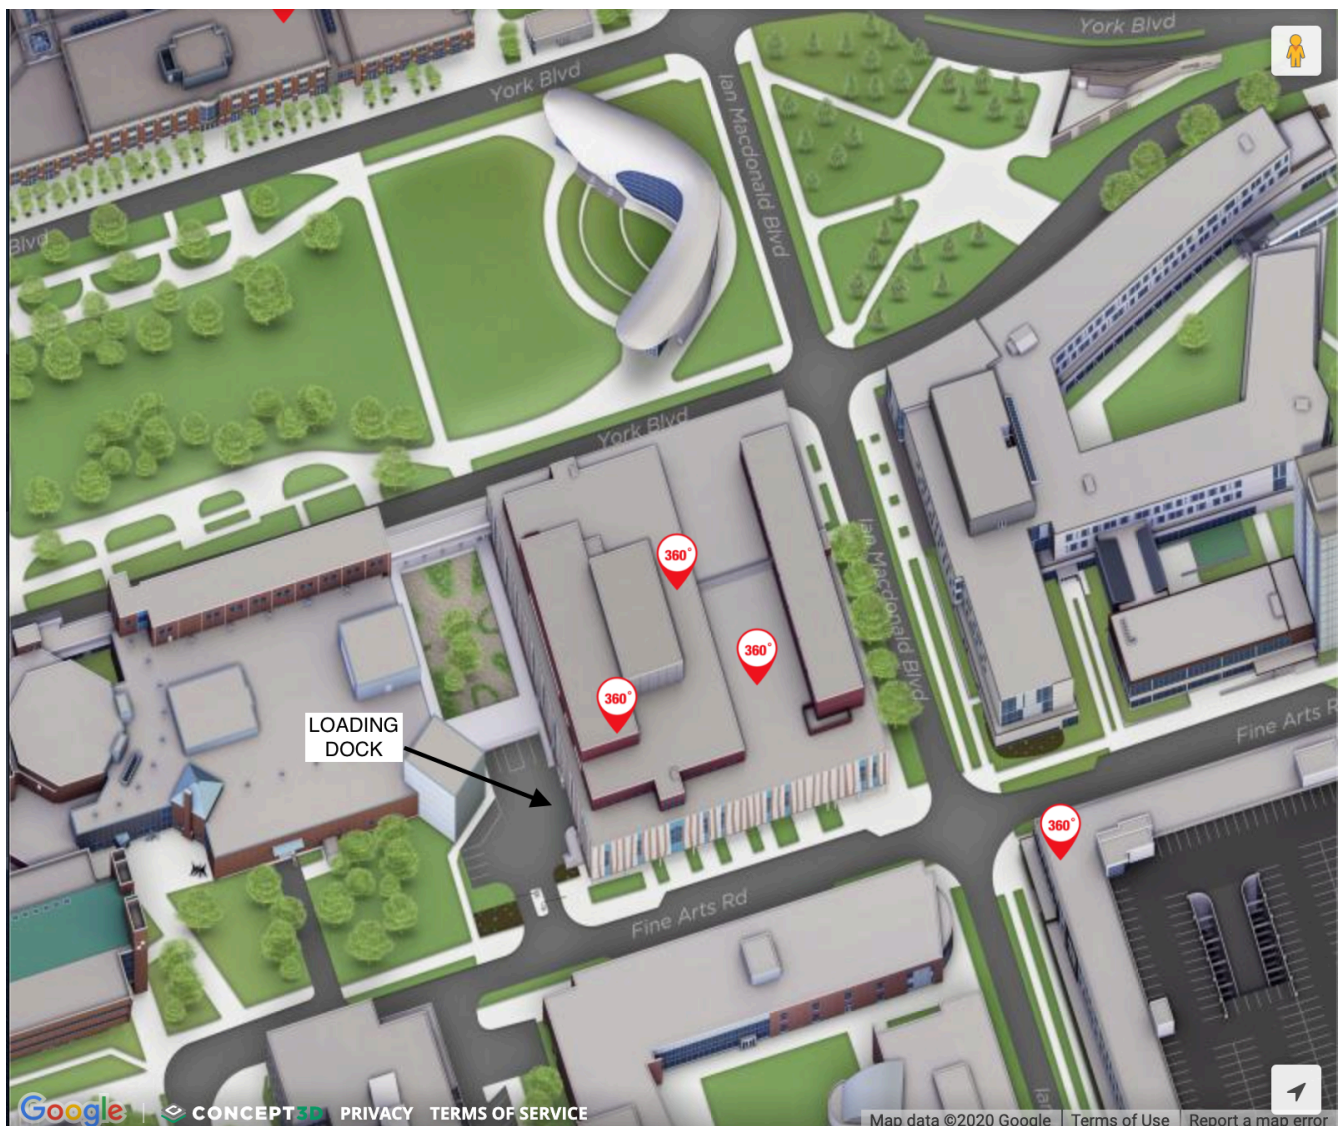 York Blvd
York Blvd
Ian Macdonald Blvd
Blvd
York Blvd
Ian Macdonald Blvd
360°
360°
360°
LOADING
DOCK
Fine Arts R
360°
Fine Arts Rd
Ia
Google CONCEPT3D PRIVACY TERMS OF SERVICE
Map data ©2020 Google Terms of Use Report a map error